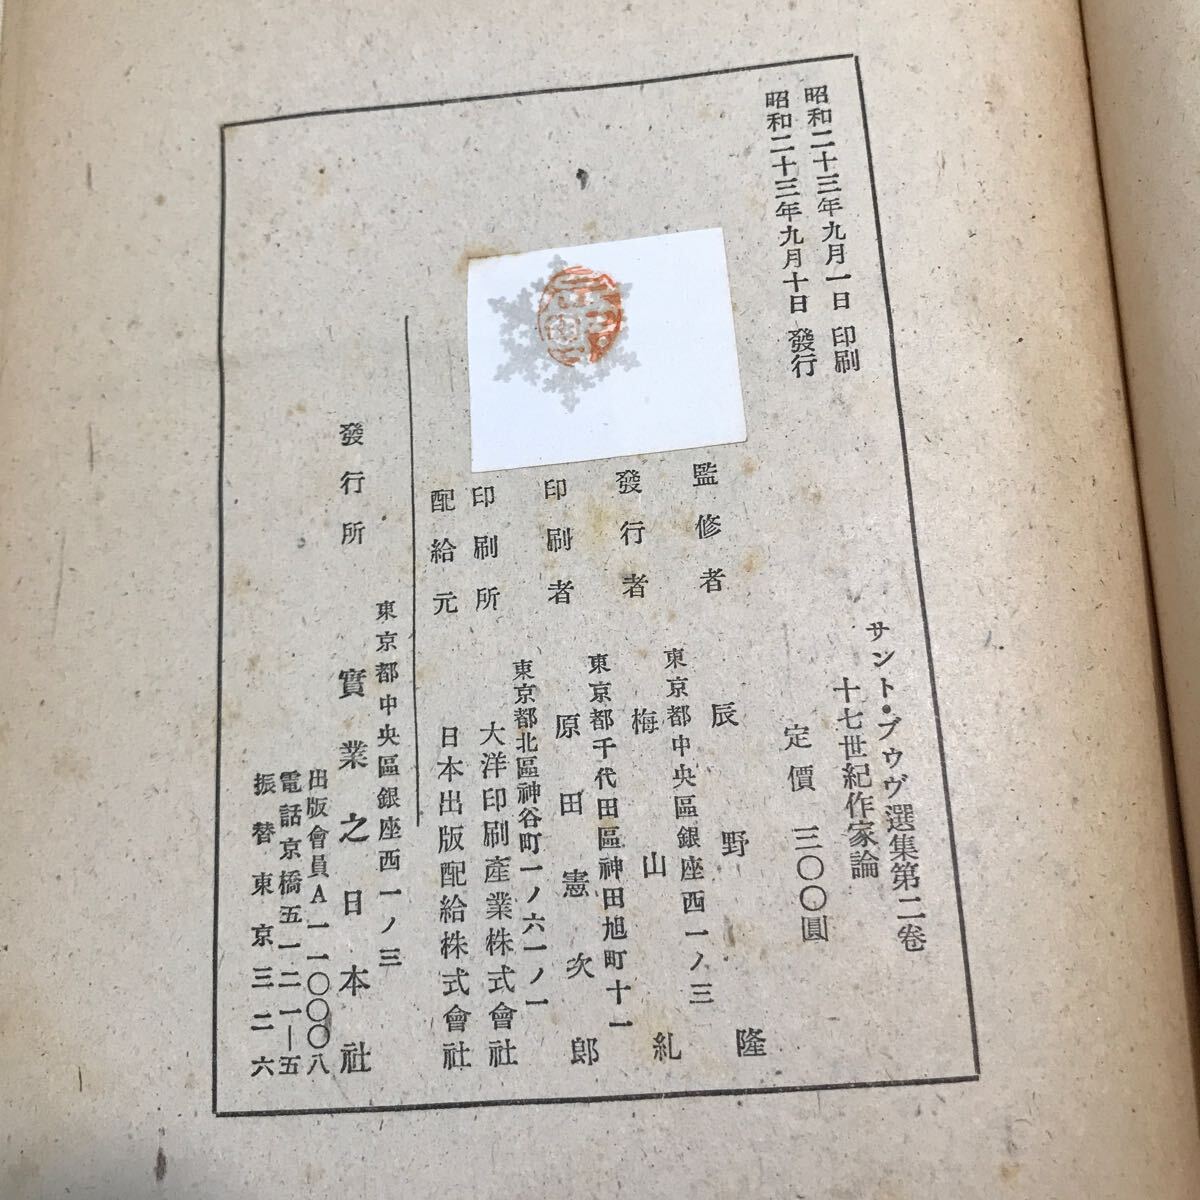 昭和二十三年九月一日 印刷
昭和二十三年九月十日 發行
サント・ブウヴ選集第二卷
十七世紀作家論
定價 三〇〇圓
監修者 辰野隆
東京都中央區銀座西一ノ三
發行者 梅山糺
東京都千代田區神田旭町十一
印刷者 原田憲次郎
東京都北區神谷町一ノ六一ノ一
印刷所 大洋印刷產業株式會社
配給元 日本出版配給株式會社
東京都中央區銀座西一ノ三
發行所 實業之日本社
出版會員A一一〇〇〇八
電話京橋五一二一―五
振替東京三二六